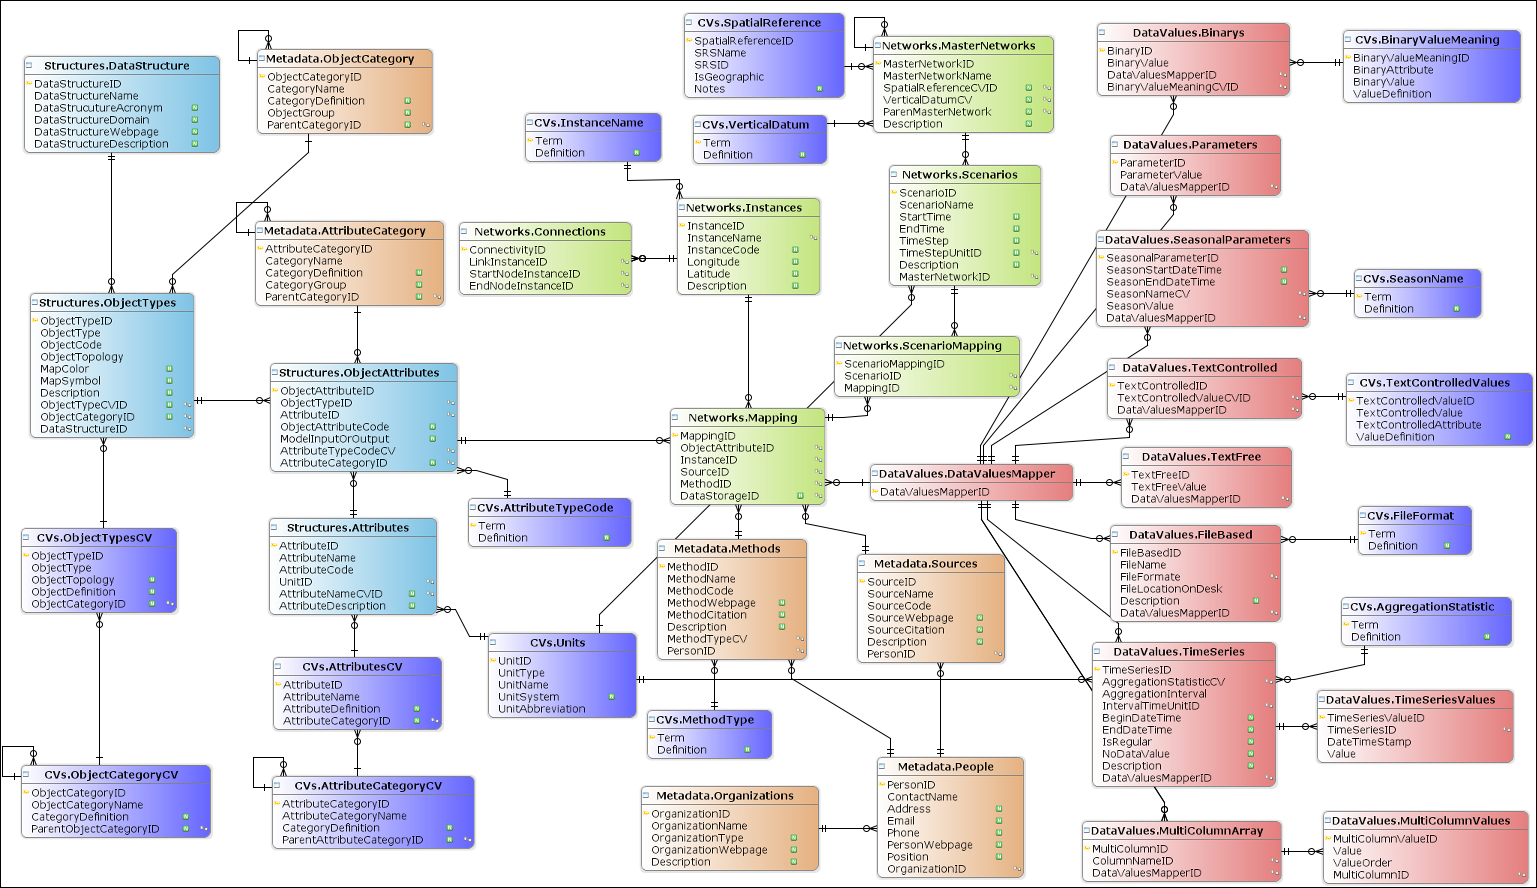 Structures.DataStructure
DataStructureID
DataStructureName
DataStrucutureAcronym
DataStructureDomain
DataStructureWebpage
DataStructureDescription
Metadata.ObjectCategory
ObjectCategoryID
CategoryName
CategoryDefinition
ObjectGroup
ParentCategoryID
Metadata.AttributeCategory
AttributeCategoryID
CategoryName
CategoryDefinition
CategoryGroup
ParentCategoryID
Structures.ObjectTypes
ObjectTypeID
ObjectType
ObjectCode
ObjectTopology
MapColor
MapSymbol
Description
ObjectTypeCVID
ObjectCategoryID
DataStructureID
Structures.ObjectAttributes
ObjectAttributeID
ObjectTypeID
AttributeID
ObjectAttributeCode
ModelInputOrOutput
AttributeTypeCodeCV
AttributeCategoryID
Structures.Attributes
AttributeID
AttributeName
AttributeCode
UnitID
AttributeNameCVID
AttributeDescription
CVs.ObjectTypesCV
ObjectTypeID
ObjectType
ObjectTopology
ObjectDefinition
ObjectCategoryID
CVs.AttributesCV
AttributeID
AttributeName
AttributeDefinition
AttributeCategoryID
CVs.ObjectCategoryCV
ObjectCategoryID
ObjectCategoryName
CategoryDefinition
ParentObjectCategoryID
CVs.AttributeCategoryCV
AttributeCategoryID
AttributeCategoryName
CategoryDefinition
ParentAttributeCategoryID
CVs.SpatialReference
SpatialReferenceID
SRSName
SRSID
IsGeographic
Notes
CVs.InstanceName
Term
Definition
CVs.VerticalDatum
Term
Definition
Networks.MasterNetworks
MasterNetworkID
MasterNetworkName
SpatialReferenceCVID
VerticalDatumCV
ParenMasterNetwork
Description
Networks.Connections
ConnectivityID
LinkInstanceID
StartNodeInstanceID
EndNodeInstanceID
Networks.Instances
InstanceID
InstanceName
InstanceCode
Longitude
Latitude
Description
Networks.Scenarios
ScenarioID
ScenarioName
StartTime
EndTime
TimeStep
TimeStepUnitID
Description
MasterNetworkID
Networks.ScenarioMapping
ScenarioMappingID
ScenarioID
MappingID
Networks.Mapping
MappingID
ObjectAttributeID
InstanceID
SourceID
MethodID
DataStorageID
CVs.AttributeTypeCode
Term
Definition
CVs.Units
UnitID
UnitType
UnitName
UnitSystem
UnitAbbreviation
Metadata.Methods
MethodID
MethodName
MethodCode
MethodWebpage
MethodCitation
Description
MethodTypeCV
PersonID
Metadata.Sources
SourceID
SourceName
SourceCode
SourceWebpage
SourceCitation
Description
PersonID
CVs.MethodType
Term
Definition
Metadata.Organizations
OrganizationID
OrganizationName
OrganizationType
OrganizationWebpage
Description
Metadata.People
PersonID
ContactName
Address
Email
Phone
PersonWebpage
Position
OrganizationID
DataValues.DataValuesMapper
DataValuesMapperID
DataValues.Binarys
BinaryID
BinaryValue
DataValuesMapperID
BinaryValueMeaningCVID
CVs.BinaryValueMeaning
BinaryValueMeaningID
BinaryAttribute
BinaryValue
ValueDefinition
DataValues.Parameters
ParameterID
ParameterValue
DataValuesMapperID
DataValues.SeasonalParameters
SeasonalParameterID
SeasonStartDateTime
SeasonEndDateTime
SeasonNameCV
SeasonValue
DataValuesMapperID
CVs.SeasonName
Term
Definition
DataValues.TextControlled
TextControlledID
TextControlledValueCVID
DataValuesMapperID
CVs.TextControlledValues
TextControlledValueID
TextControlledValue
TextControlledAttribute
ValueDefinition
DataValues.TextFree
TextFreeID
TextFreeValue
DataValuesMapperID
DataValues.FileBased
FileBasedID
FileName
FileFormate
FileLocationOnDesk
Description
DataValuesMapperID
CVs.FileFormat
Term
Definition
CVs.AggregationStatistic
Term
Definition
DataValues.TimeSeries
TimeSeriesID
AggregationStatisticCV
AggregationInterval
IntervalTimeUnitID
BeginDateTime
EndDateTime
IsRegular
NoDataValue
Description
DataValuesMapperID
DataValues.TimeSeriesValues
TimeSeriesValueID
TimeSeriesID
DateTimeStamp
Value
DataValues.MultiColumnArray
MultiColumnID
ColumnNameID
DataValuesMapperID
DataValues.MultiColumnValues
MultiColumnValueID
Value
ValueOrder
MultiColumnID